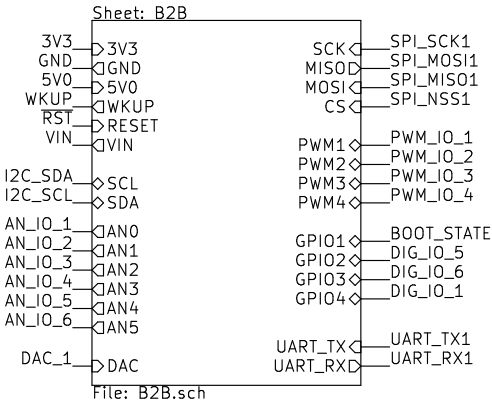 Sheet: B2B
3V3 3V3 SCK SPI_SCK1
GND GND MISO SPI_MOSI1
5V0 5V0 MOSI SPI_MISO1
WKUP WKUP CS SPI_NSS1
RST RESET
VIN VIN PWM1 PWM_IO_1
PWM2 PWM_IO_2
I2C_SDA SCL PWM3 PWM_IO_3
I2C_SCL SDA PWM4 PWM_IO_4
AN_IO_1 AN0 GPIO1 BOOT_STATE
AN_IO_2 AN1 GPIO2 DIG_IO_5
AN_IO_3 AN2 GPIO3 DIG_IO_6
AN_IO_4 AN3 GPIO4 DIG_IO_1
AN_IO_5 AN4
AN_IO_6 AN5 UART_TX UART_TX1
DAC_1 DAC UART_RX UART_RX1
File: B2B.sch